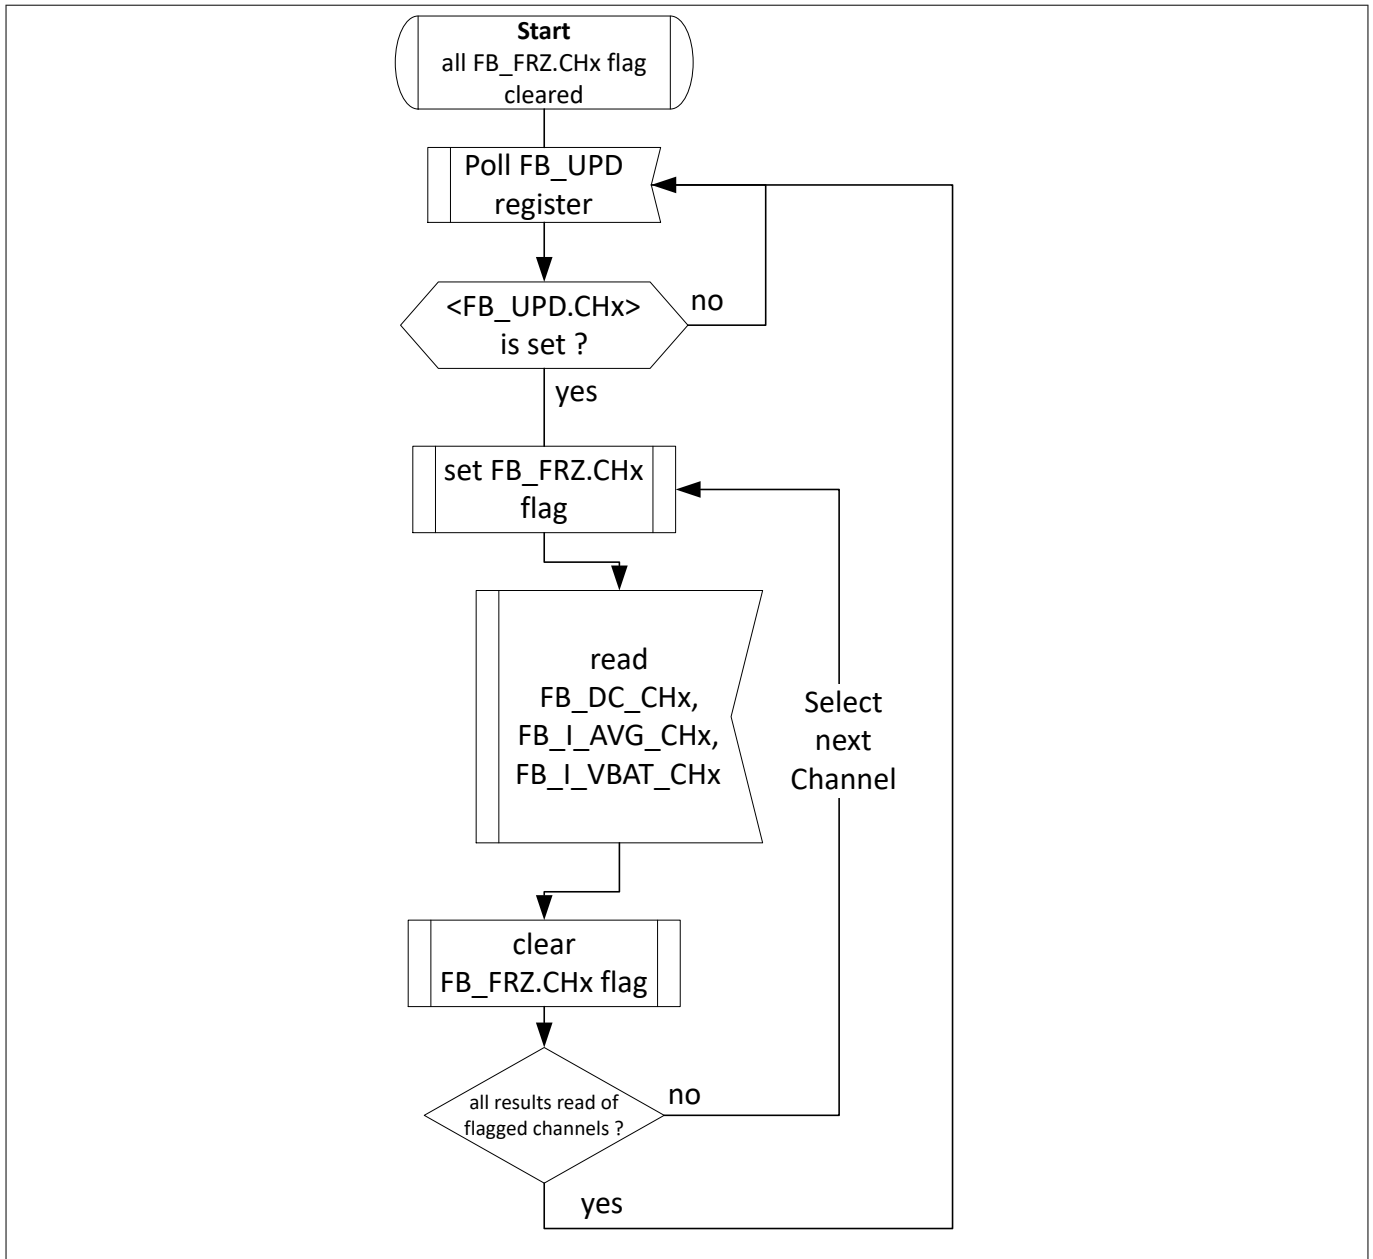 Start
all FB_FRZ.CHx flag
cleared
Poll FB_UPD
register
<FB_UPD.CHx>
is set ?
no
yes
set FB_FRZ.CHx
flag
read
FB_DC_CHx,
FB_I_AVG_CHx,
FB_I_VBAT_CHx
Select
next
Channel
clear
FB_FRZ.CHx flag
all results read of
flagged channels ?
no
yes